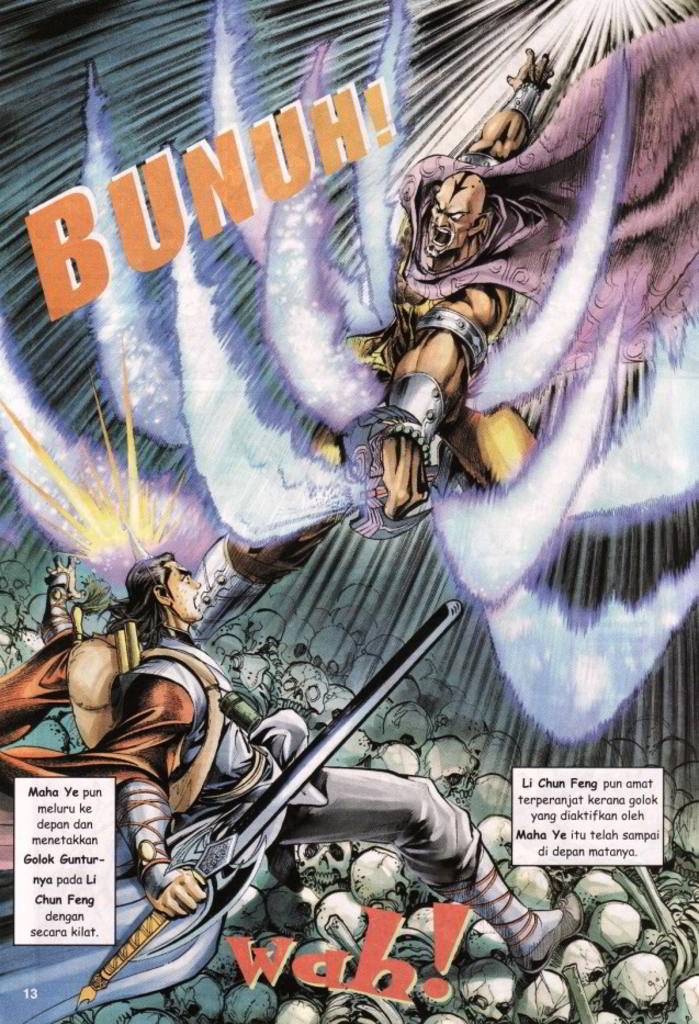 BUNUH!
Maha Ye pun
meluru ke
depan dan
menetakkan
Golok Guntur-
nya pada Li
Chun Feng
dengan
secara kilat.
Li Chun Feng pun amat
terperanjat kerana golok
yang diaktifkan oleh
Maha Ye itu telah sampai
di depan matanya.
Wah!
13